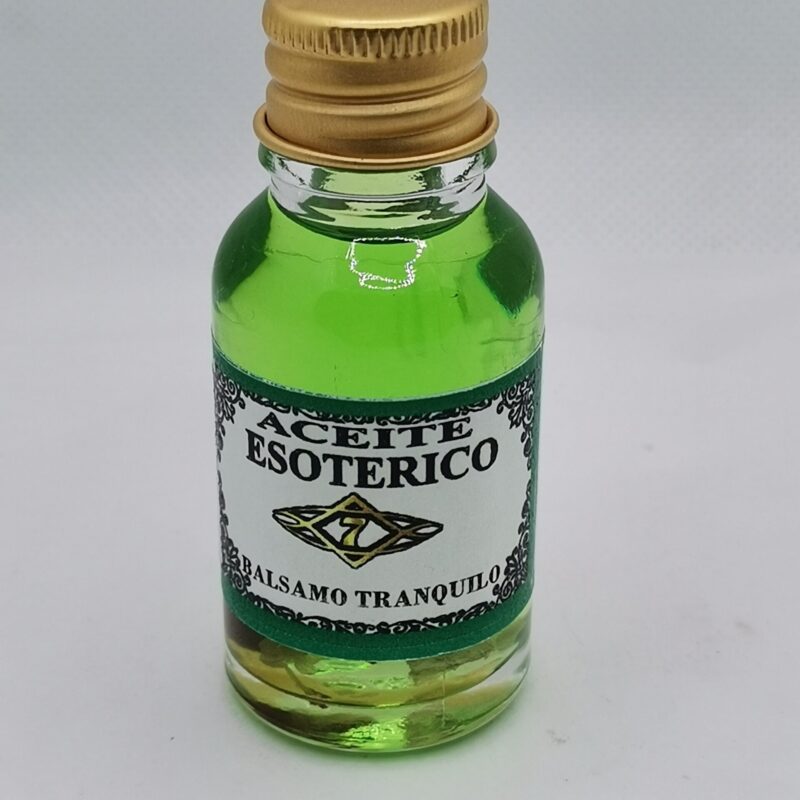 ACEITE
ESOTERICO
7
BALSAMO TRANQUILO